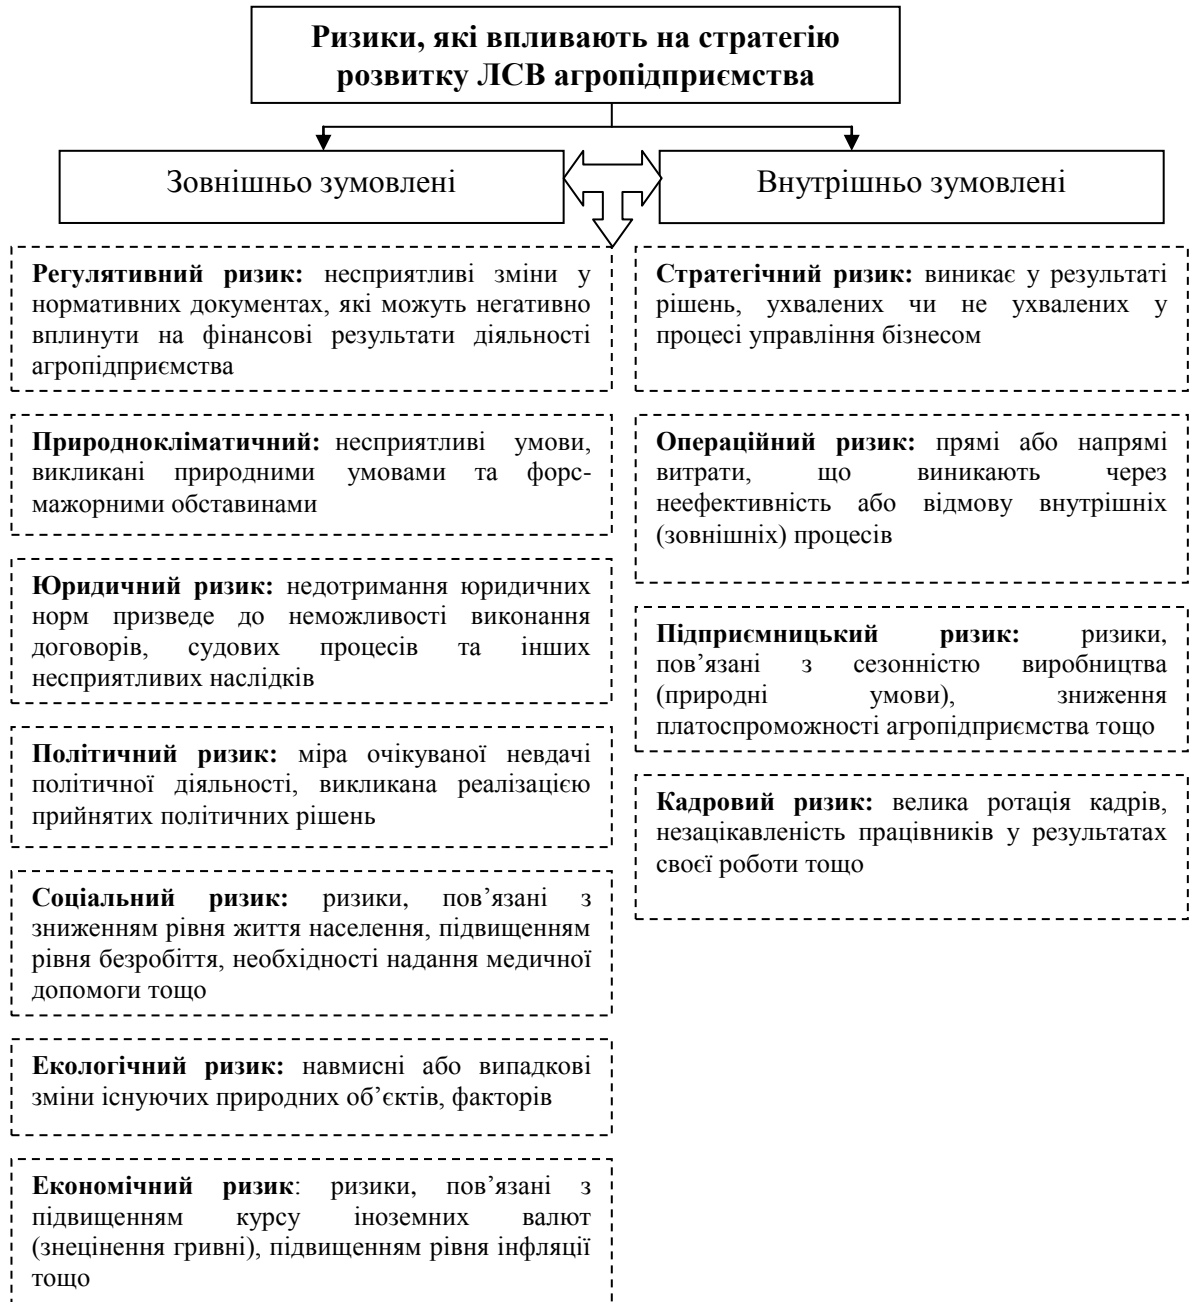 Ризики, які впливають на стратегію
розвитку ЛСВ агропідприємства
Зовнішньо зумовлені
Внутрішньо зумовлені
Регулятивний ризик: несприятливі зміни у
нормативних документах, які можуть негативно
вплинути на фінансові результати діяльності
агропідприємства
Природнокліматичний: несприятливі умови,
викликані природними умовами та форс-
мажорними обставинами
Юридичний ризик: недотримання юридичних
норм призведе до неможливості виконання
договорів, судових процесів та інших
несприятливих наслідків
Політичний ризик: міра очікуваної невдачі
політичної діяльності, викликана реалізацією
прийнятих політичних рішень
Соціальний ризик: ризики, пов’язані з
зниженням рівня життя населення, підвищенням
рівня безробіття, необхідності надання медичної
допомоги тощо
Екологічний ризик: навмисні або випадкові
зміни існуючих природних об’єктів, факторів
Економічний ризик: ризики, пов’язані з
підвищенням курсу іноземних валют
(знецінення гривні), підвищенням рівня інфляції
тощо
Стратегічний ризик: виникає у результаті
рішень, ухвалених чи не ухвалених у
процесі управління бізнесом
Операційний ризик: прямі або напрямі
витрати, що виникають через
неефективність або відмову внутрішніх
(зовнішніх) процесів
Підприємницький ризик: ризики,
пов’язані з сезонністю виробництва
(природні умови), зниження
платоспроможності агропідприємства тощо
Кадровий ризик: велика ротація кадрів,
незацікавленість працівників у результатах
своєї роботи тощо